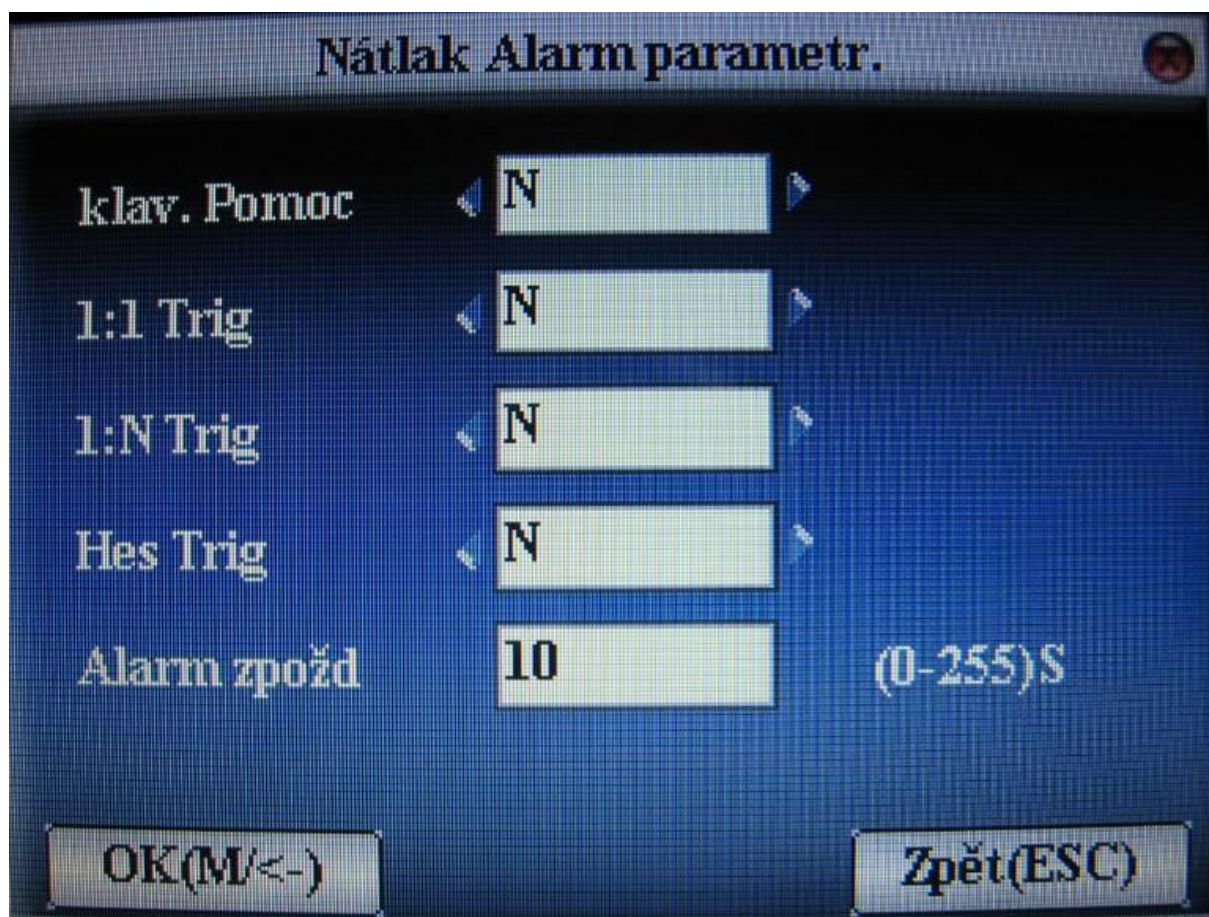 Nátlak Alarm parametr.
klav. Pomoc N
1:1 Trig N
1:N Trig N
Hes Trig N
Alarm zpožd 10 (0-255)S
OK(M/<-) Zpět(ESC)